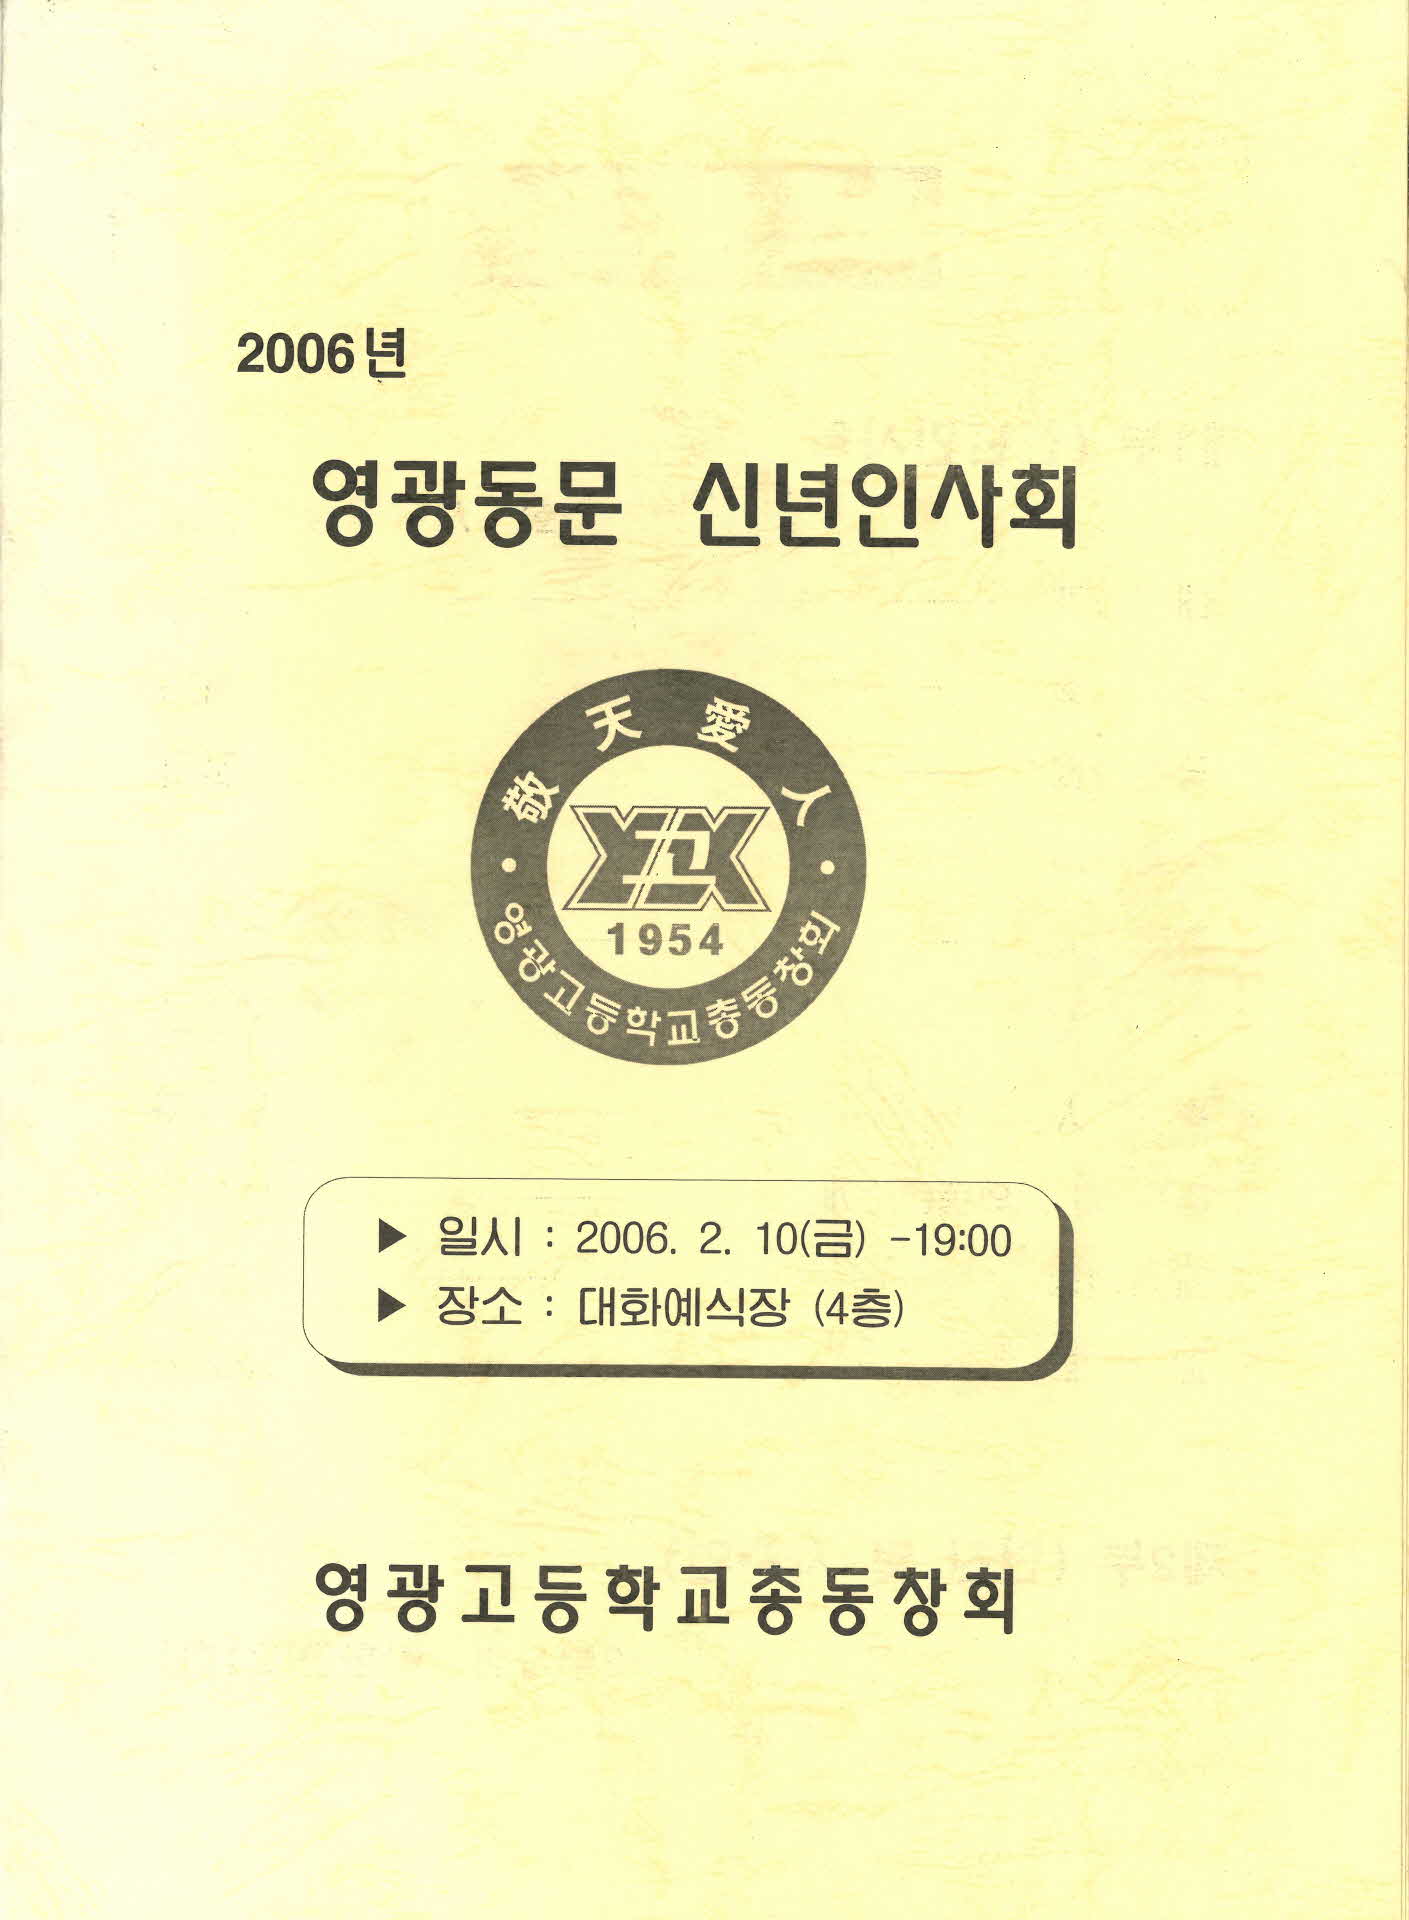 2006년
영광동문 신년인사회
敬天愛人
1954
영광고등학교총동창회
▶ 일시 : 2006. 2. 10(금) -19:00
▶ 장소 : 대화예식장 (4층)
영광고등학교총동창회